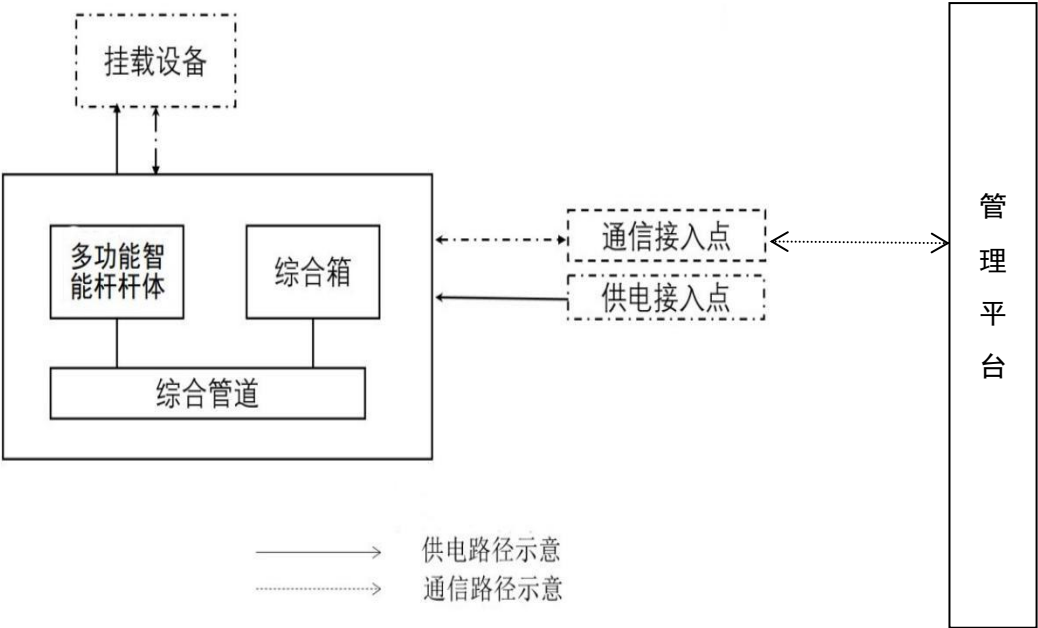 挂载设备
多功能智
能杆杆体
综合箱
综合管道
通信接入点
供电接入点
管
理
平
台
供电路径示意
通信路径示意